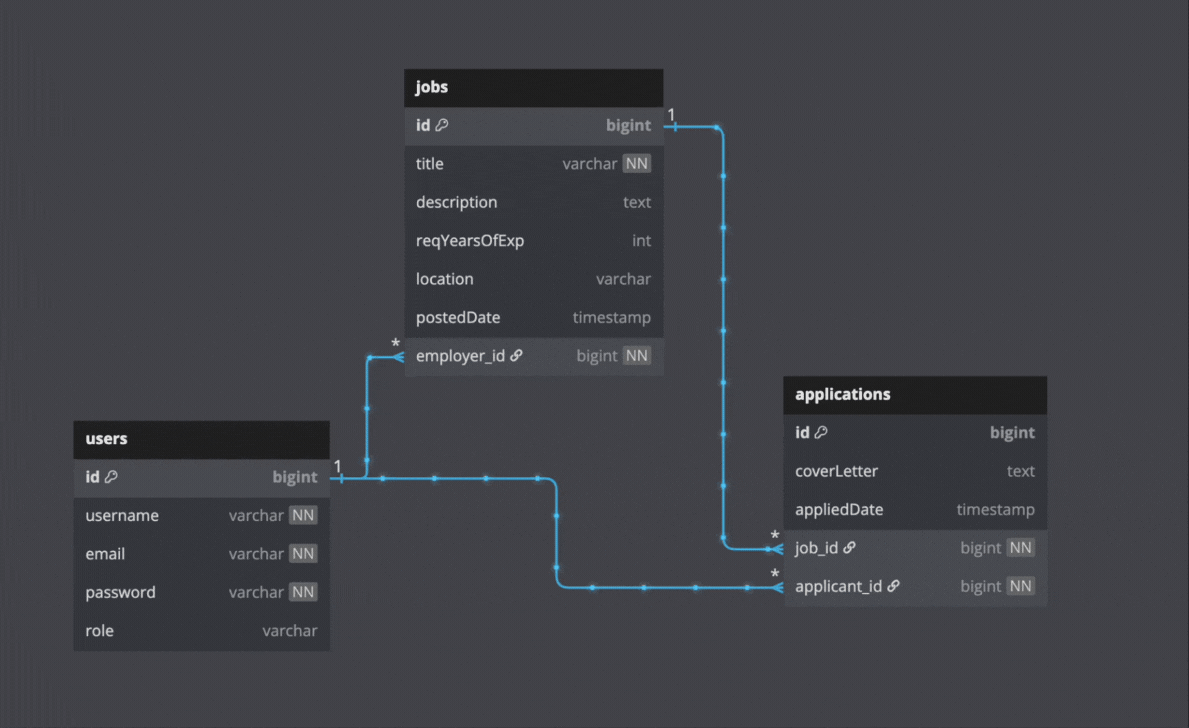 jobs
id bigint
title varchar NN
description text
reqYearsOfExp int
location varchar
postedDate timestamp
employer_id bigint NN
1
*
users
id bigint
username varchar NN
email varchar NN
password varchar NN
role varchar
1
applications
id bigint
coverLetter text
appliedDate timestamp
job_id bigint NN
applicant_id bigint NN
*
*